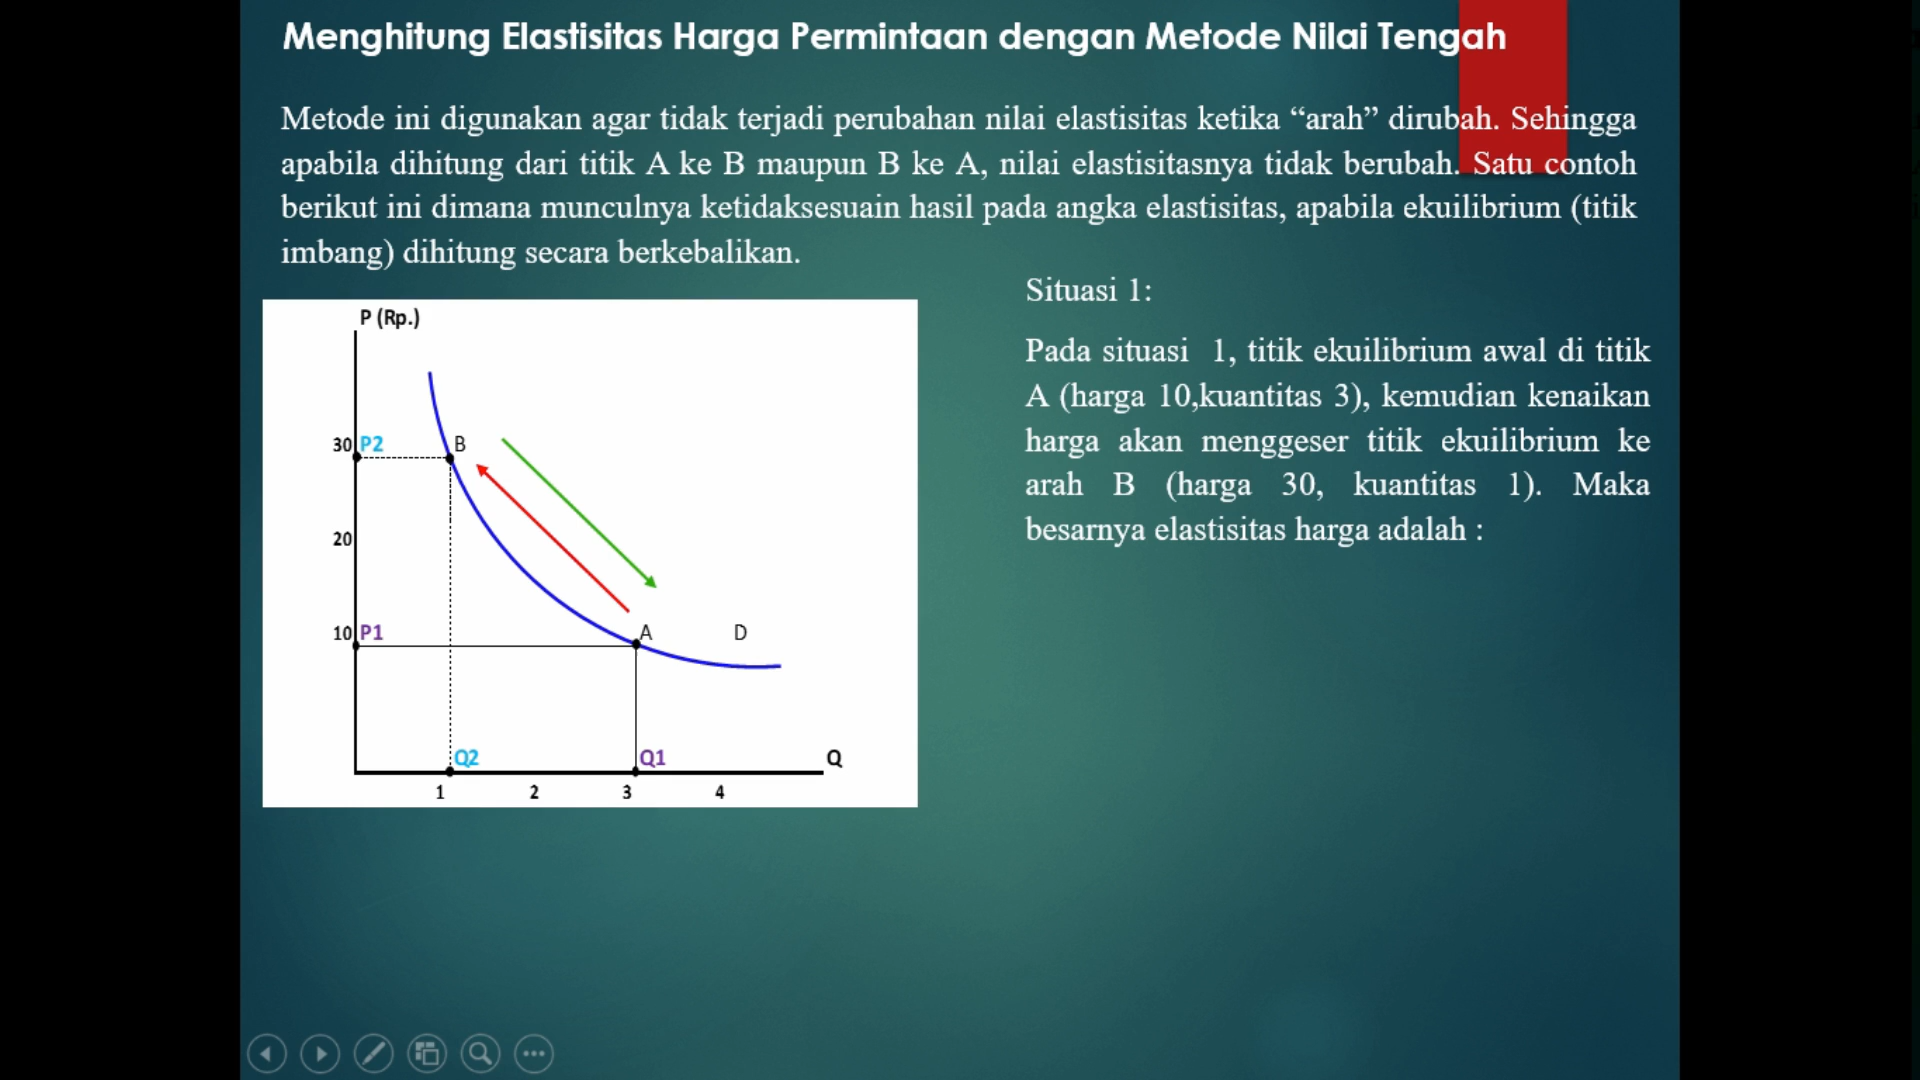 Menghitung Elastisitas Harga Permintaan dengan Metode Nilai Tengah
Metode ini digunakan agar tidak terjadi perubahan nilai elastisitas ketika “arah” dirubah. Sehingga
apabila dihitung dari titik A ke B maupun B ke A, nilai elastisitasnya tidak berubah. Satu contoh
berikut ini dimana munculnya ketidaksesuain hasil pada angka elastisitas, apabila ekuilibrium (titik
imbang) dihitung secara berkebalikan.
Situasi 1:
Pada situasi 1, titik ekuilibrium awal di titik
A (harga 10,kuantitas 3), kemudian kenaikan
harga akan menggeser titik ekuilibrium ke
arah B (harga 30, kuantitas 1). Maka
besarnya elastisitas harga adalah :
P (Rp.)
30 P2 B
20
10 P1 A D
Q2 Q1 Q
1 2 3 4